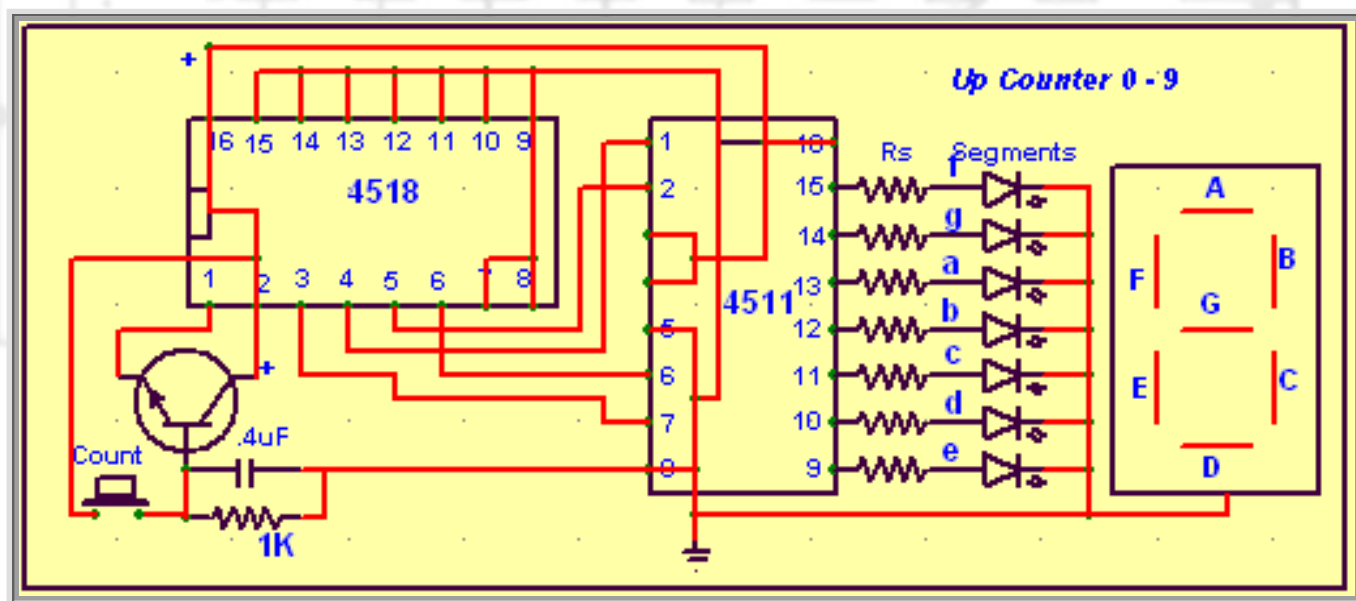 +
Up Counter 0 - 9
16 15 14 13 12 11 10 9
4518
1 2 3 4 5 6 7 8
+
.4uF
Count
1K
1
2
5
6
7
8
4511
16
15
14
13
12
11
10
9
Rs Segments
f
g
a
b
c
d
e
A
F B
G
E C
D